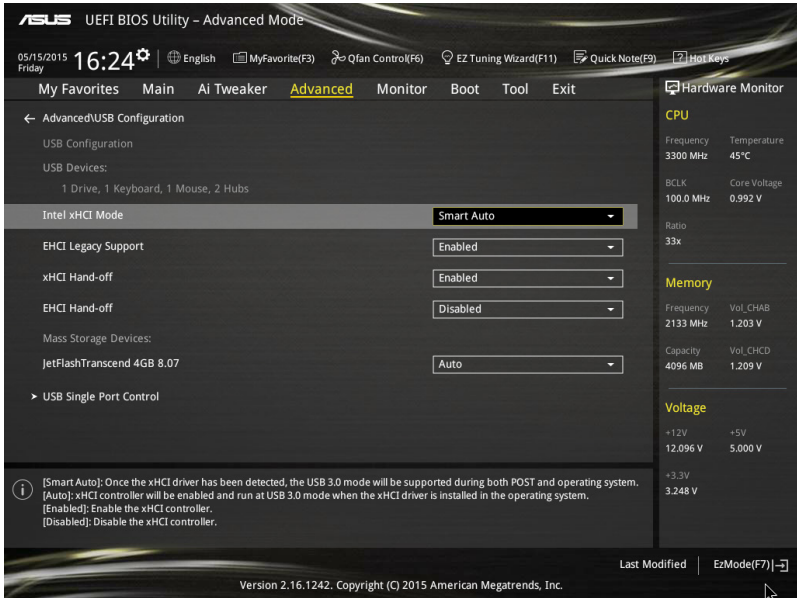 ASUS UEFI BIOS Utility – Advanced Mode
05/15/2015
Friday
16:24
English
MyFavorite(F3)
Qfan Control(F6)
EZ Tuning Wizard(F11)
Quick Note(F9)
? Hot Keys
My Favorites
Main
Ai Tweaker
Advanced
Monitor
Boot
Tool
Exit
Advanced\USB Configuration
USB Configuration
USB Devices:
1 Drive, 1 Keyboard, 1 Mouse, 2 Hubs
Intel xHCI Mode
Smart Auto
EHCI Legacy Support
Enabled
xHCI Hand-off
Enabled
EHCI Hand-off
Disabled
Mass Storage Devices:
JetFlashTranscend 4GB 8.07
Auto
USB Single Port Control
[Smart Auto]: Once the xHCI driver has been detected, the USB 3.0 mode will be supported during both POST and operating system.
[Auto]: xHCI controller will be enabled and run at USB 3.0 mode when the xHCI driver is installed in the operating system.
[Enabled]: Enable the xHCI controller.
[Disabled]: Disable the xHCI controller.
Hardware Monitor
CPU
Frequency
Temperature
3300 MHz
45°C
BCLK
Core Voltage
100.0 MHz
0.992 V
Ratio
33x
Memory
Frequency
Vol_CHAB
2133 MHz
1.203 V
Capacity
Vol_CHCD
4096 MB
1.209 V
Voltage
+12V
+5V
12.096 V
5.000 V
+3.3V
3.248 V
Last Modified
EzMode(F7)
Version 2.16.1242. Copyright (C) 2015 American Megatrends, Inc.